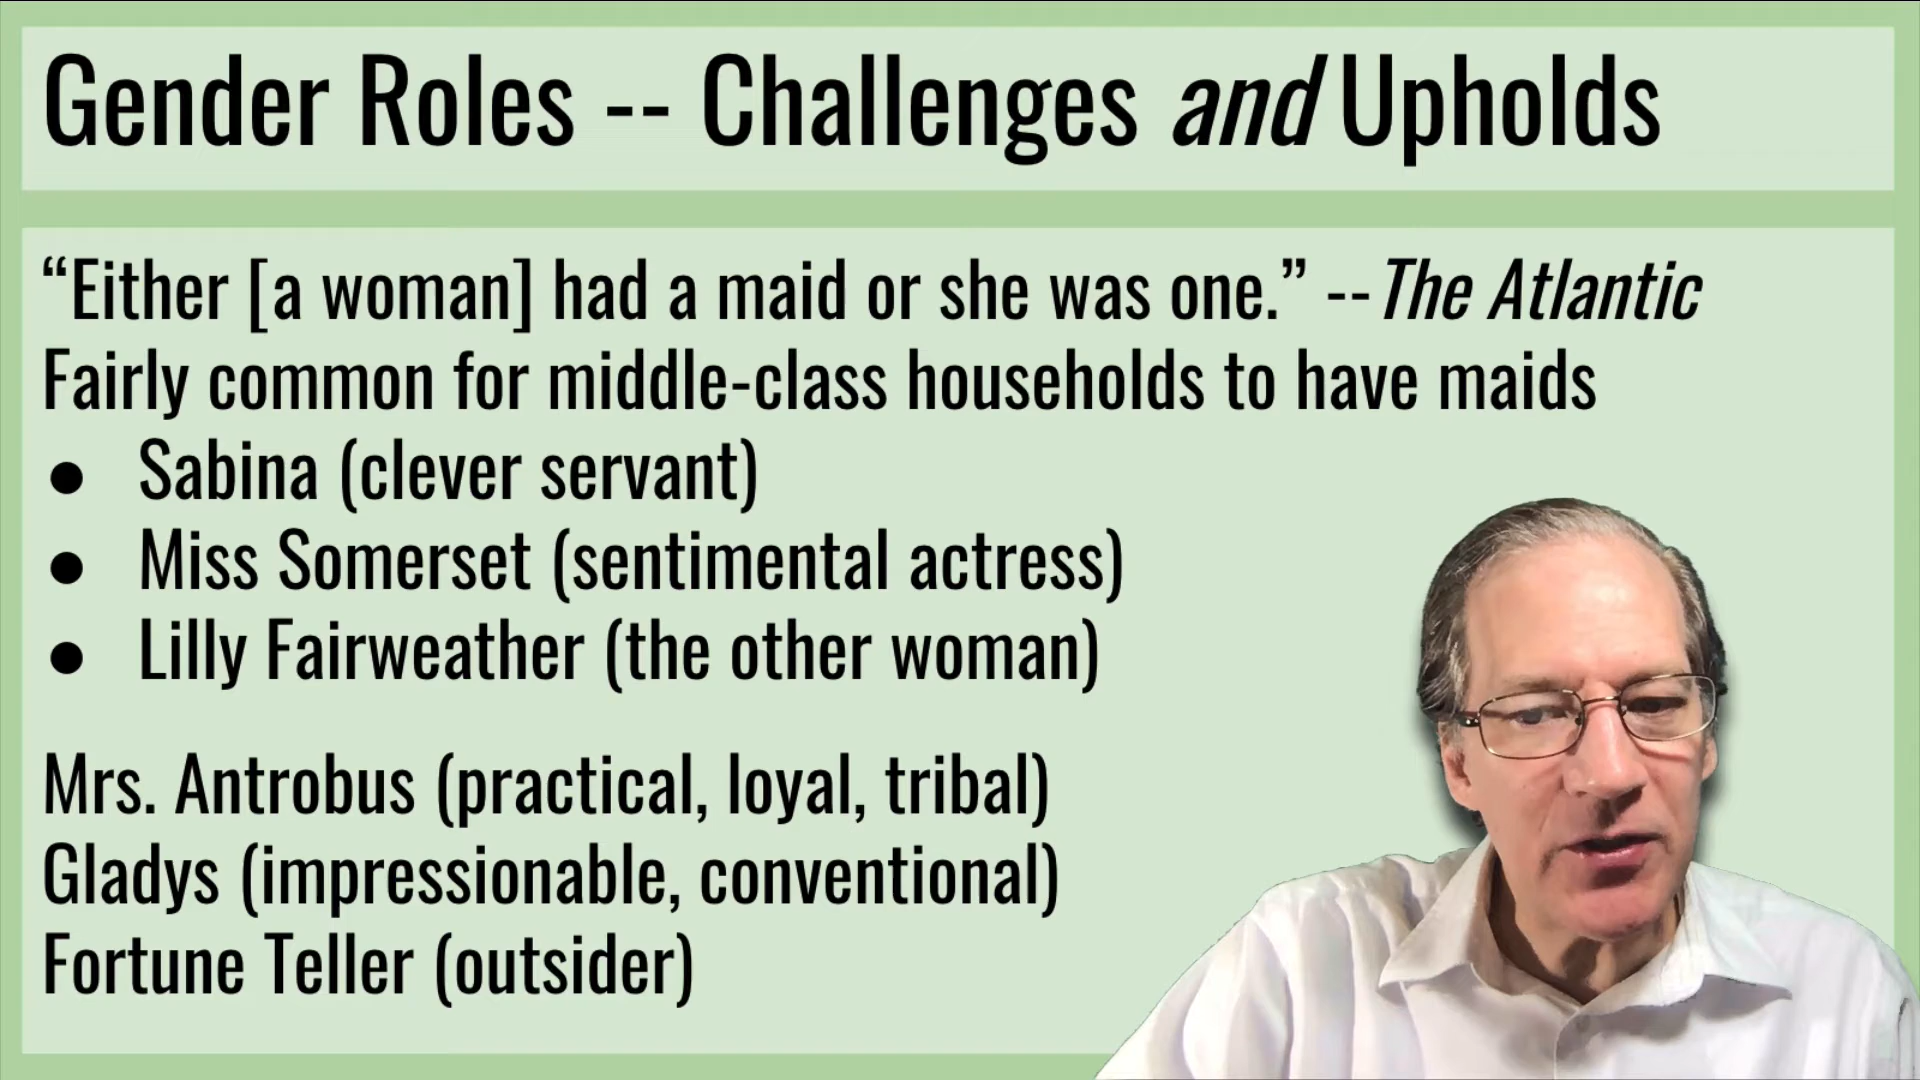 Gender Roles -- Challenges and Upholds
“Either [a woman] had a maid or she was one.” --The Atlantic
Fairly common for middle-class households to have maids
● Sabina (clever servant)
● Miss Somerset (sentimental actress)
● Lilly Fairweather (the other woman)
Mrs. Antrobus (practical, loyal, tribal)
Gladys (impressionable, conventional)
Fortune Teller (outsider)